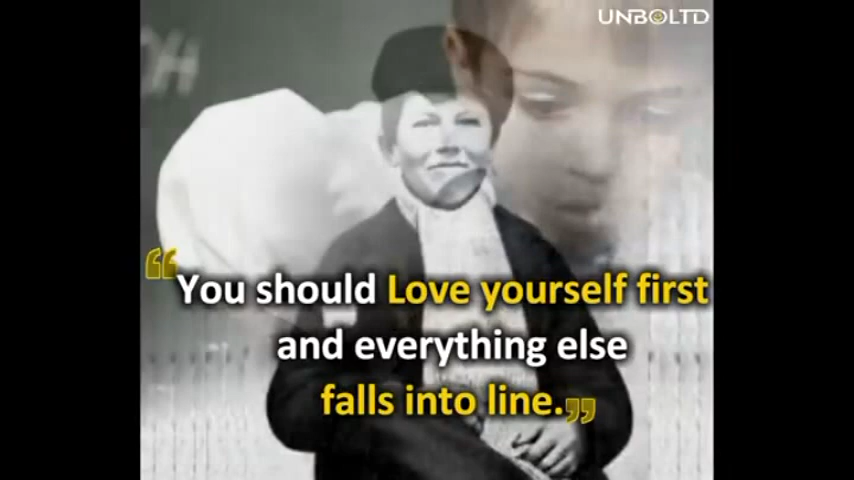 UNBOLTD
“You should Love yourself first
and everything else
falls into line.”